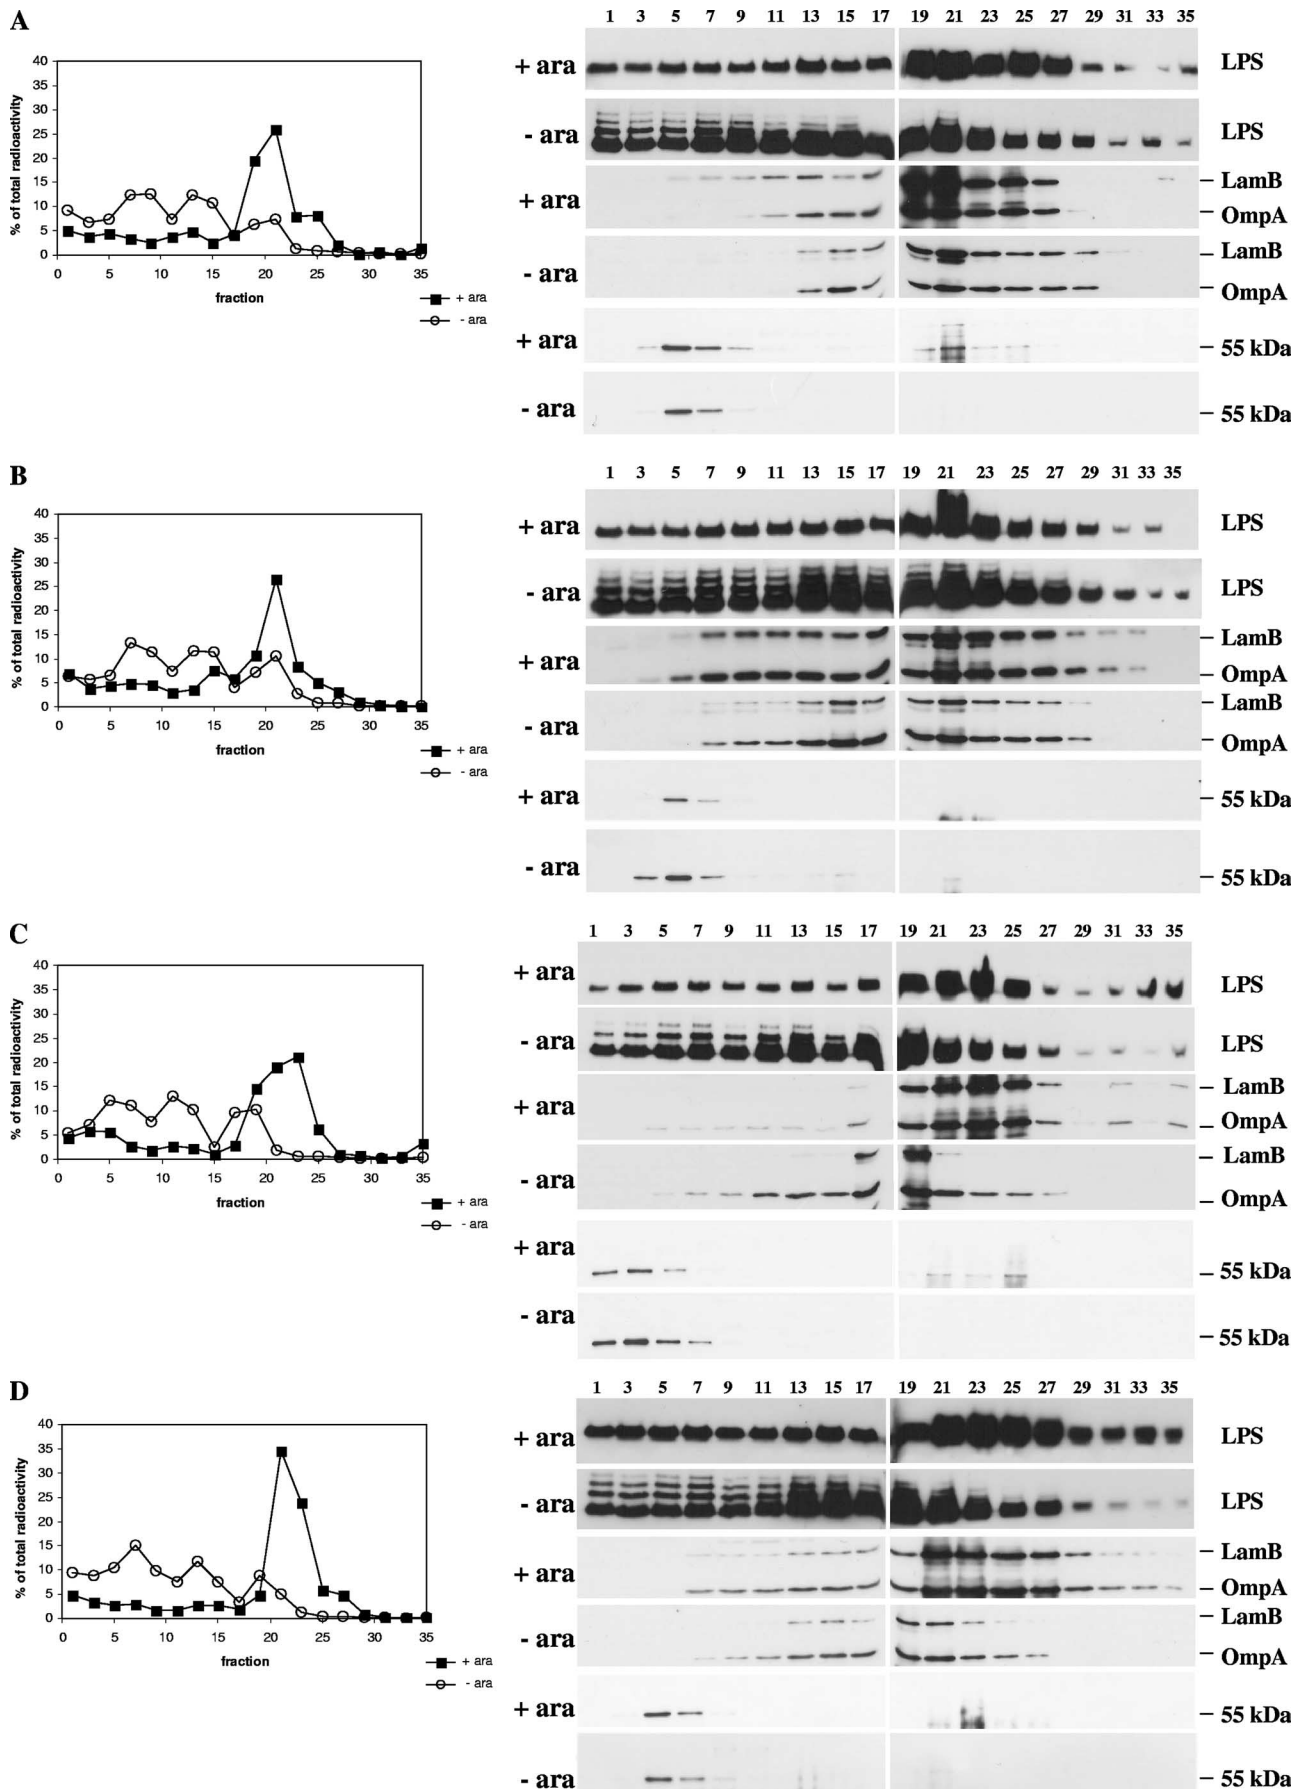 A
1 3 5 7 9 11 13 15 17 19 21 23 25 27 29 31 33 35
40
35
30
25
20
15
10
5
0
% of total radioactivity
0 5 10 15 20 25 30 35
fraction
+ ara
- ara
+ ara LPS
- ara LPS
+ ara LamB
OmpA
- ara LamB
OmpA
+ ara 55 kDa
- ara 55 kDa
B
1 3 5 7 9 11 13 15 17 19 21 23 25 27 29 31 33 35
40
35
30
25
20
15
10
5
0
% of total radioactivity
0 5 10 15 20 25 30 35
fraction
+ ara
- ara
+ ara LPS
- ara LPS
+ ara LamB
OmpA
- ara LamB
OmpA
+ ara 55 kDa
- ara 55 kDa
C
1 3 5 7 9 11 13 15 17 19 21 23 25 27 29 31 33 35
40
35
30
25
20
15
10
5
0
% of total radioactivity
0 5 10 15 20 25 30 35
fraction
+ ara
- ara
+ ara LPS
- ara LPS
+ ara LamB
OmpA
- ara LamB
OmpA
+ ara 55 kDa
- ara 55 kDa
D
1 3 5 7 9 11 13 15 17 19 21 23 25 27 29 31 33 35
40
35
30
25
20
15
10
5
0
% of total radioactivity
0 5 10 15 20 25 30 35
fraction
+ ara
- ara
+ ara LPS
- ara LPS
+ ara LamB
OmpA
- ara LamB
OmpA
+ ara 55 kDa
- ara 55 kDa